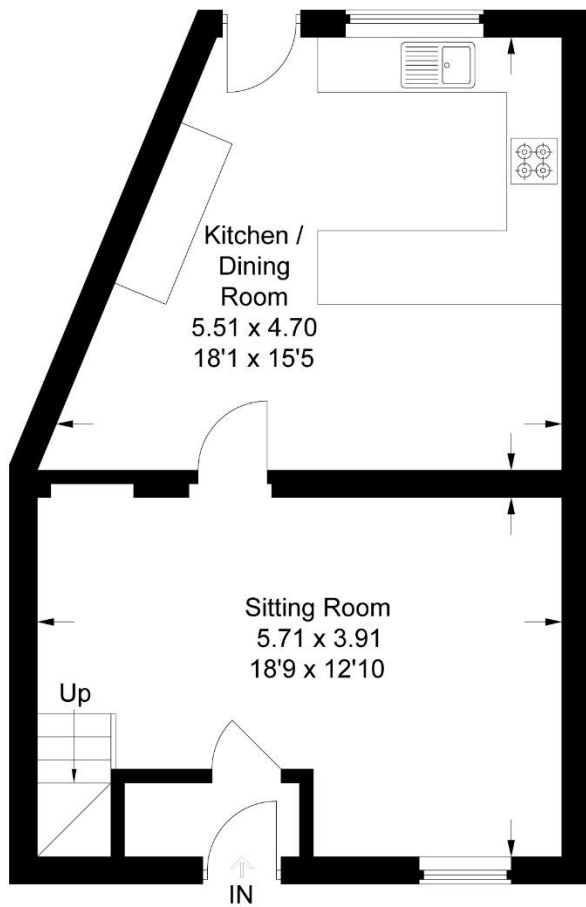 Kitchen /
Dining
Room
5.51 x 4.70
18'1 x 15'5
Sitting Room
5.71 x 3.91
18'9 x 12'10
Up
IN